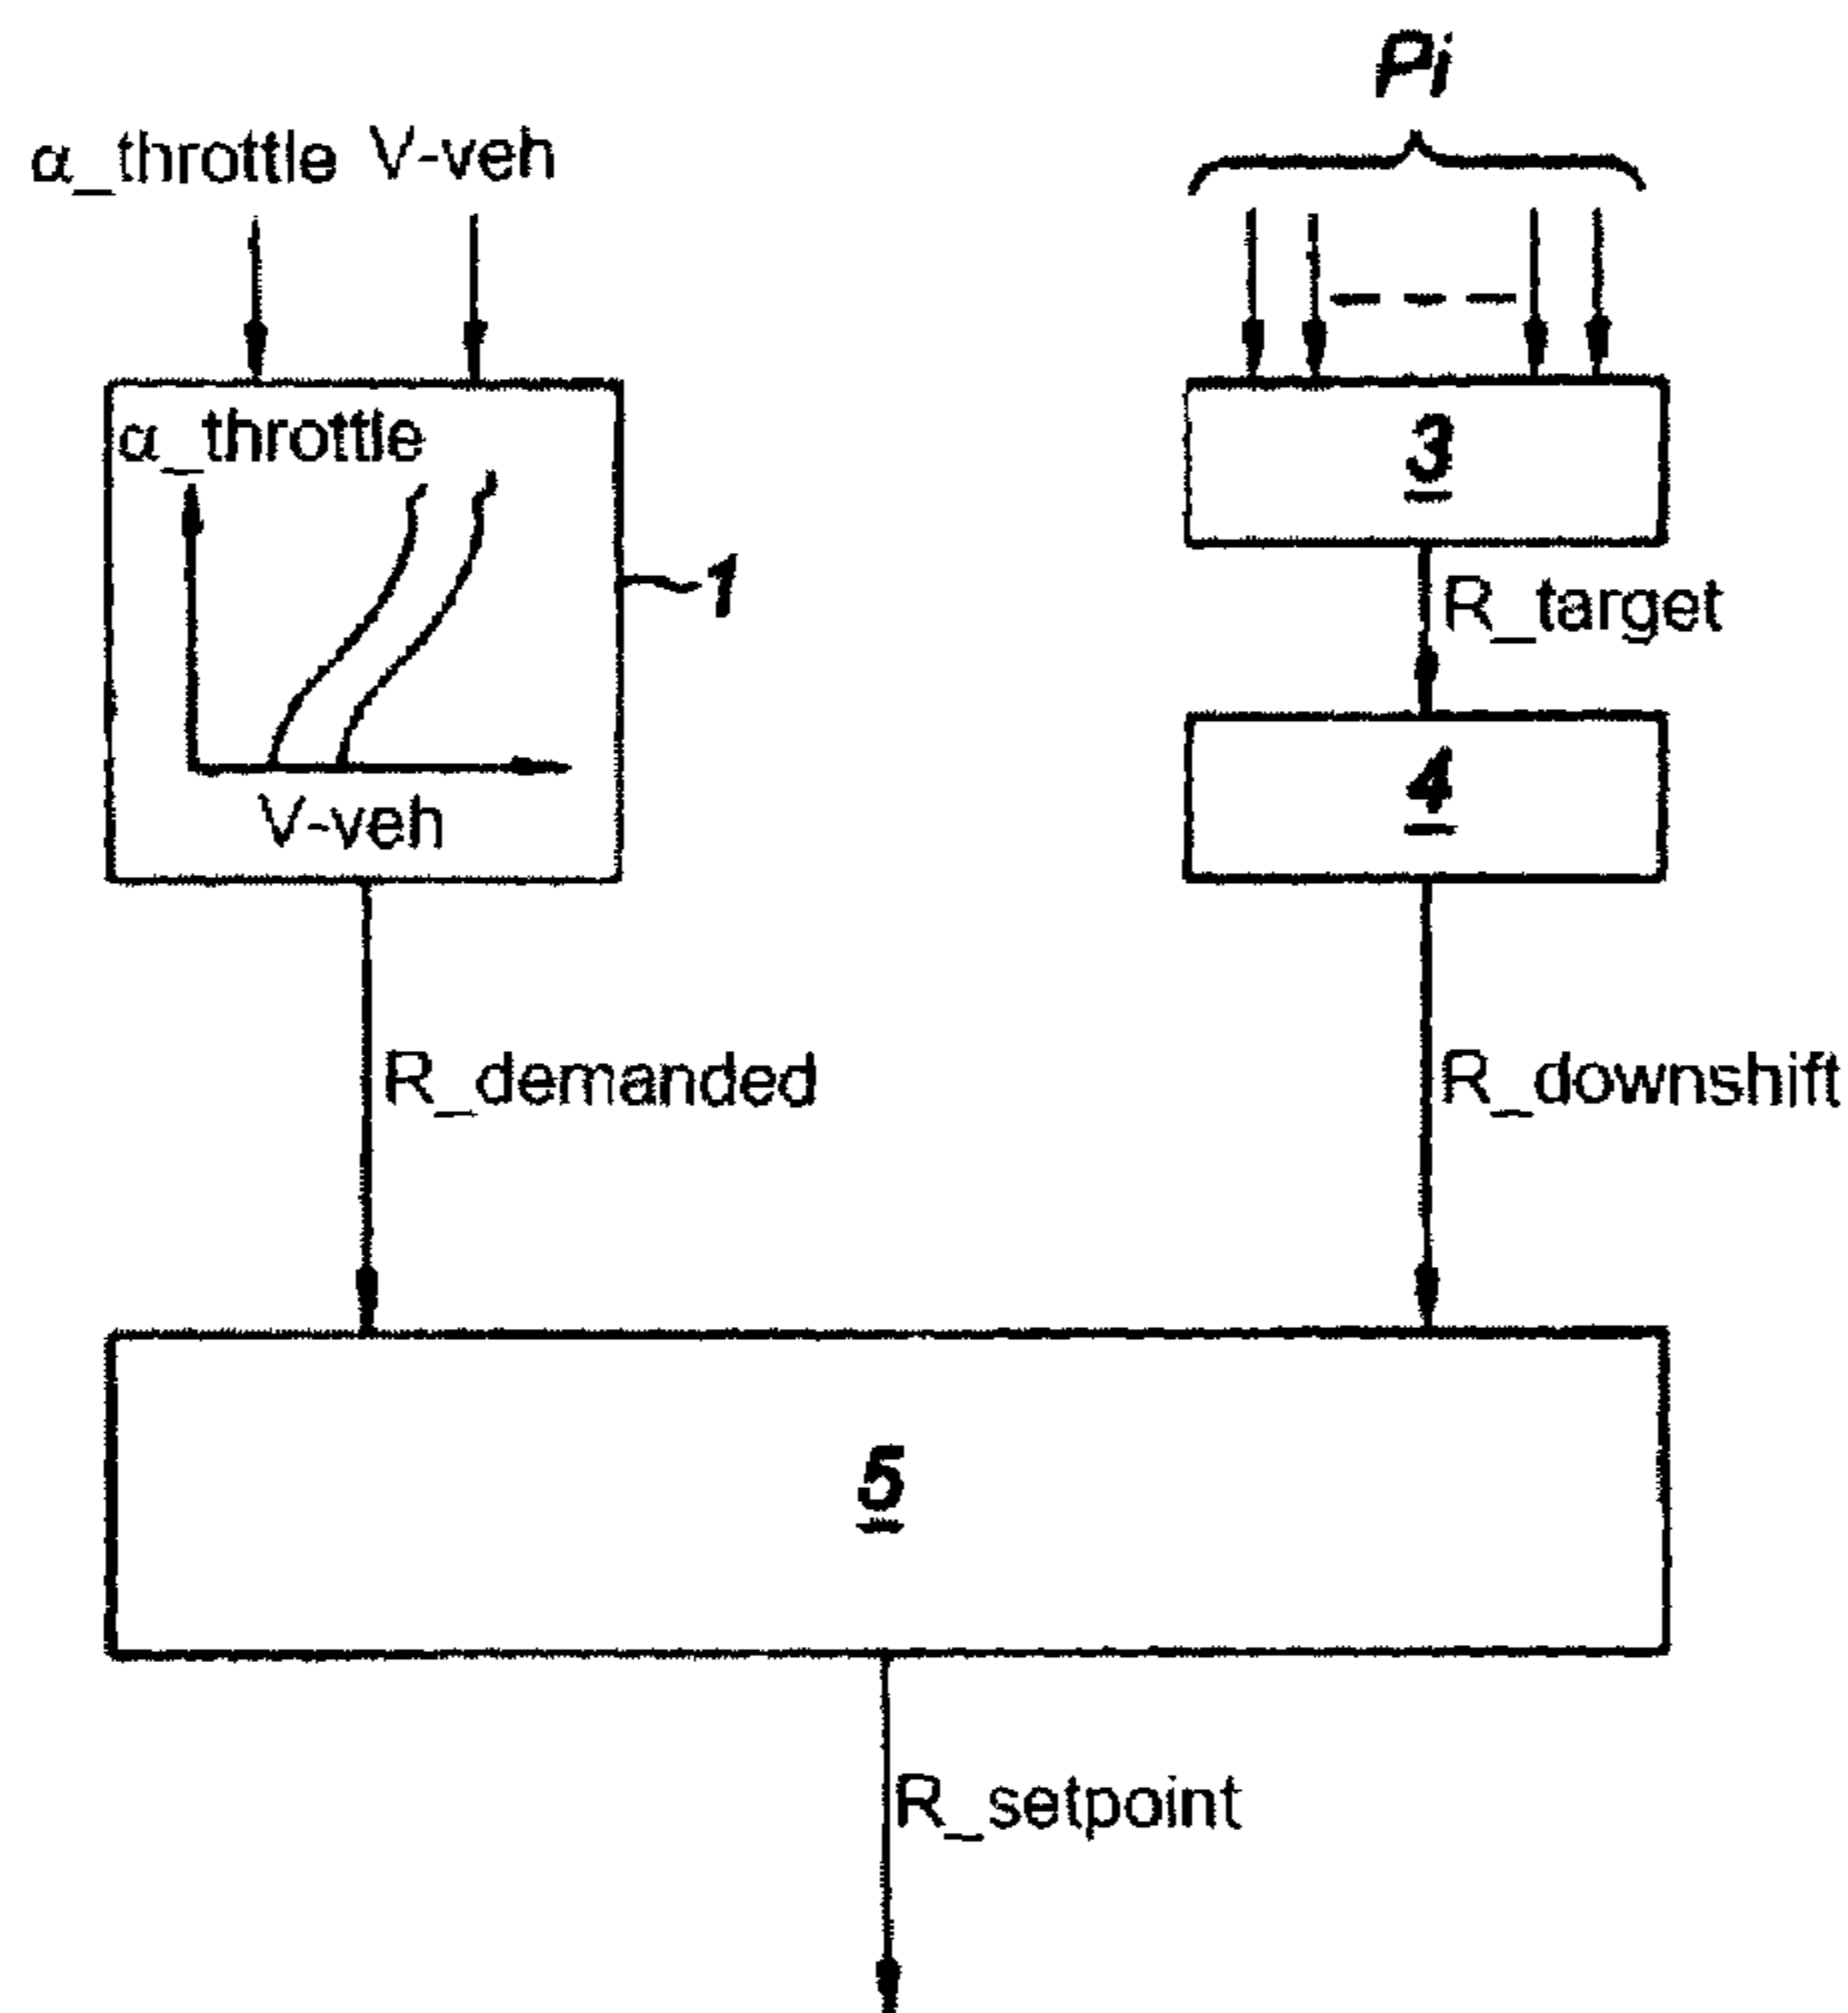 Pi
α_throttle V-veh
α_throttle
3
1
R_target
4
V-veh
R_demanded
R_downshift
5
R_setpoint